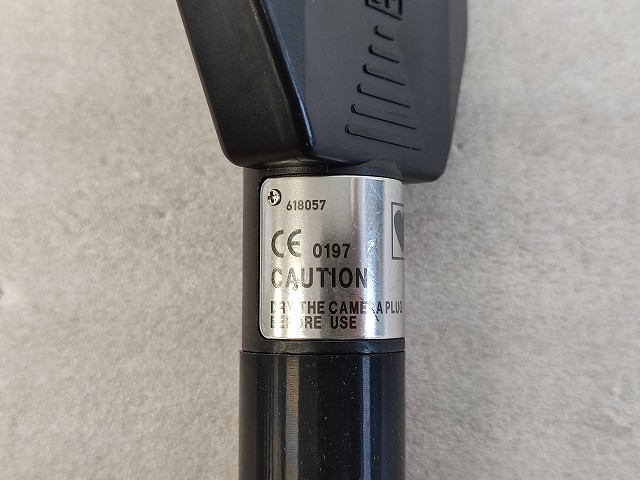 618057
CE 0197
CAUTION
DRY THE CAMERA PLUG
BEFORE USE